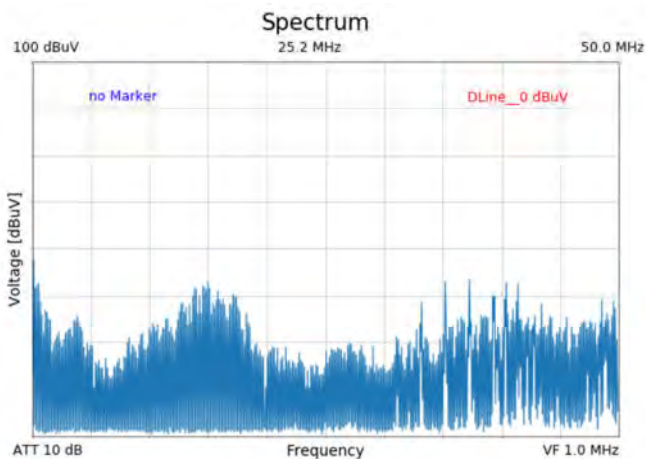 Spectrum
100 dBuV 25.2 MHz 50.0 MHz
no Marker DLine__0 dBuV
Voltage [dBuV]
ATT 10 dB Frequency VF 1.0 MHz